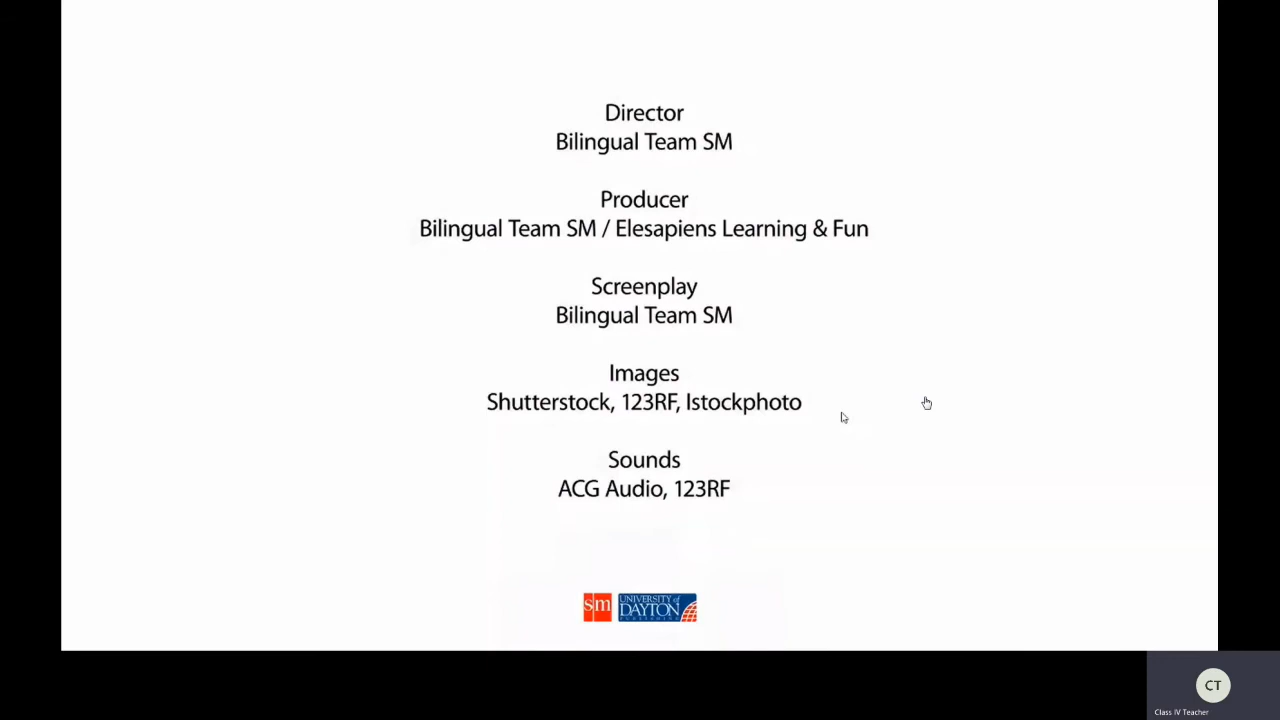 Director
Bilingual Team SM
Producer
Bilingual Team SM / Elesapiens Learning & Fun
Screenplay
Bilingual Team SM
Images
Shutterstock, 123RF, Istockphoto
Sounds
ACG Audio, 123RF
sm
UNIVERSITY of
DAYTON
PUBLISHING
CT
Class IV Teacher